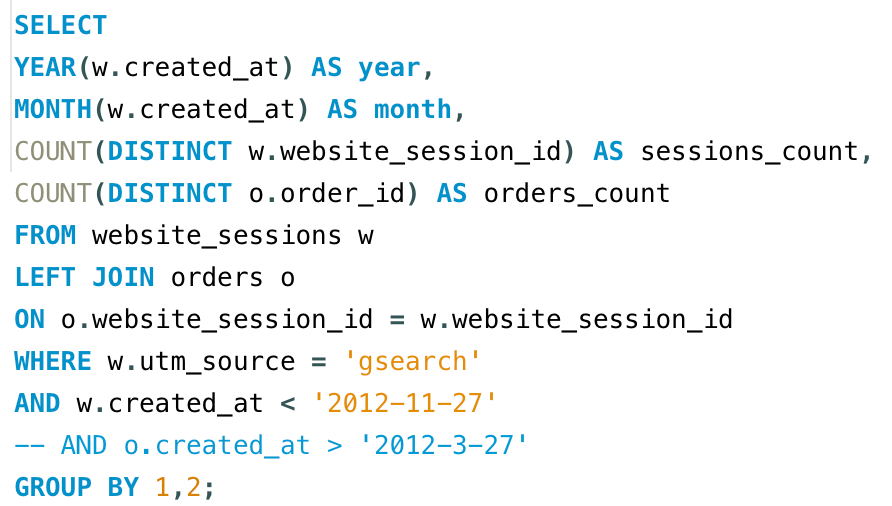 SELECT
YEAR(w.created_at) AS year,
MONTH(w.created_at) AS month,
COUNT(DISTINCT w.website_session_id) AS sessions_count,
COUNT(DISTINCT o.order_id) AS orders_count
FROM website_sessions w
LEFT JOIN orders o
ON o.website_session_id = w.website_session_id
WHERE w.utm_source = 'gsearch'
AND w.created_at < '2012-11-27'
-- AND o.created_at > '2012-3-27'
GROUP BY 1,2;